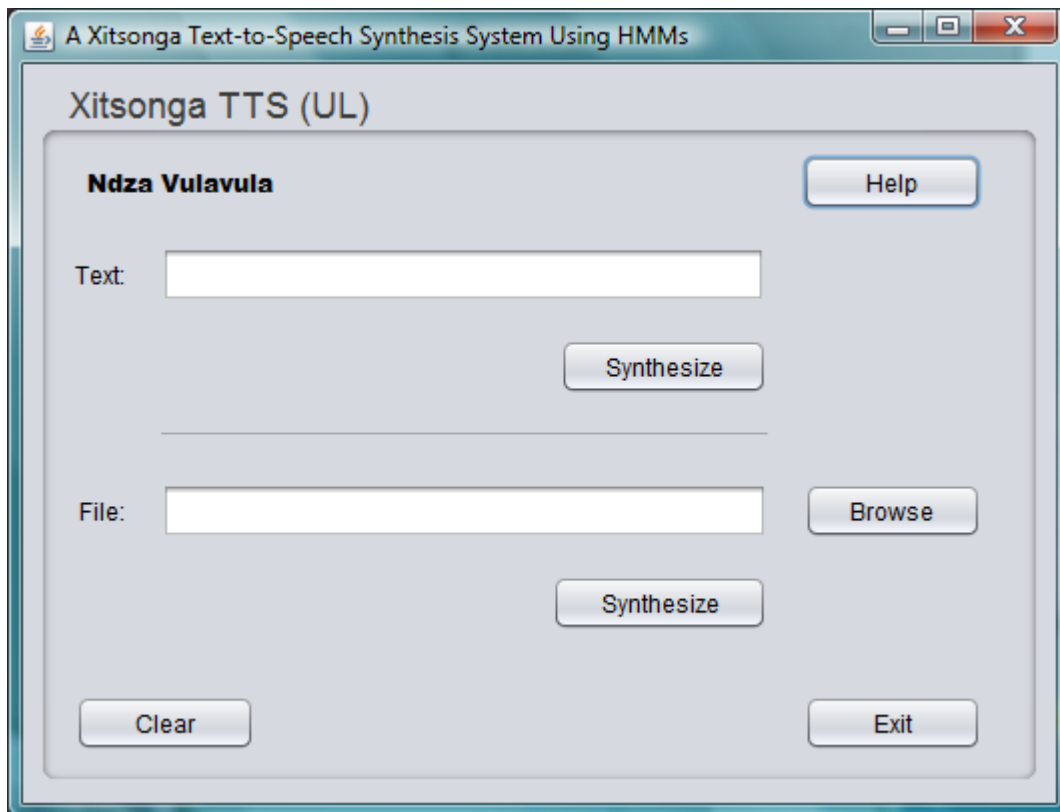 A Xitsonga Text-to-Speech Synthesis System Using HMMs
Xitsonga TTS (UL)
Ndza Vulavula
Help
Text:
Synthesize
File:
Browse
Synthesize
Clear
Exit